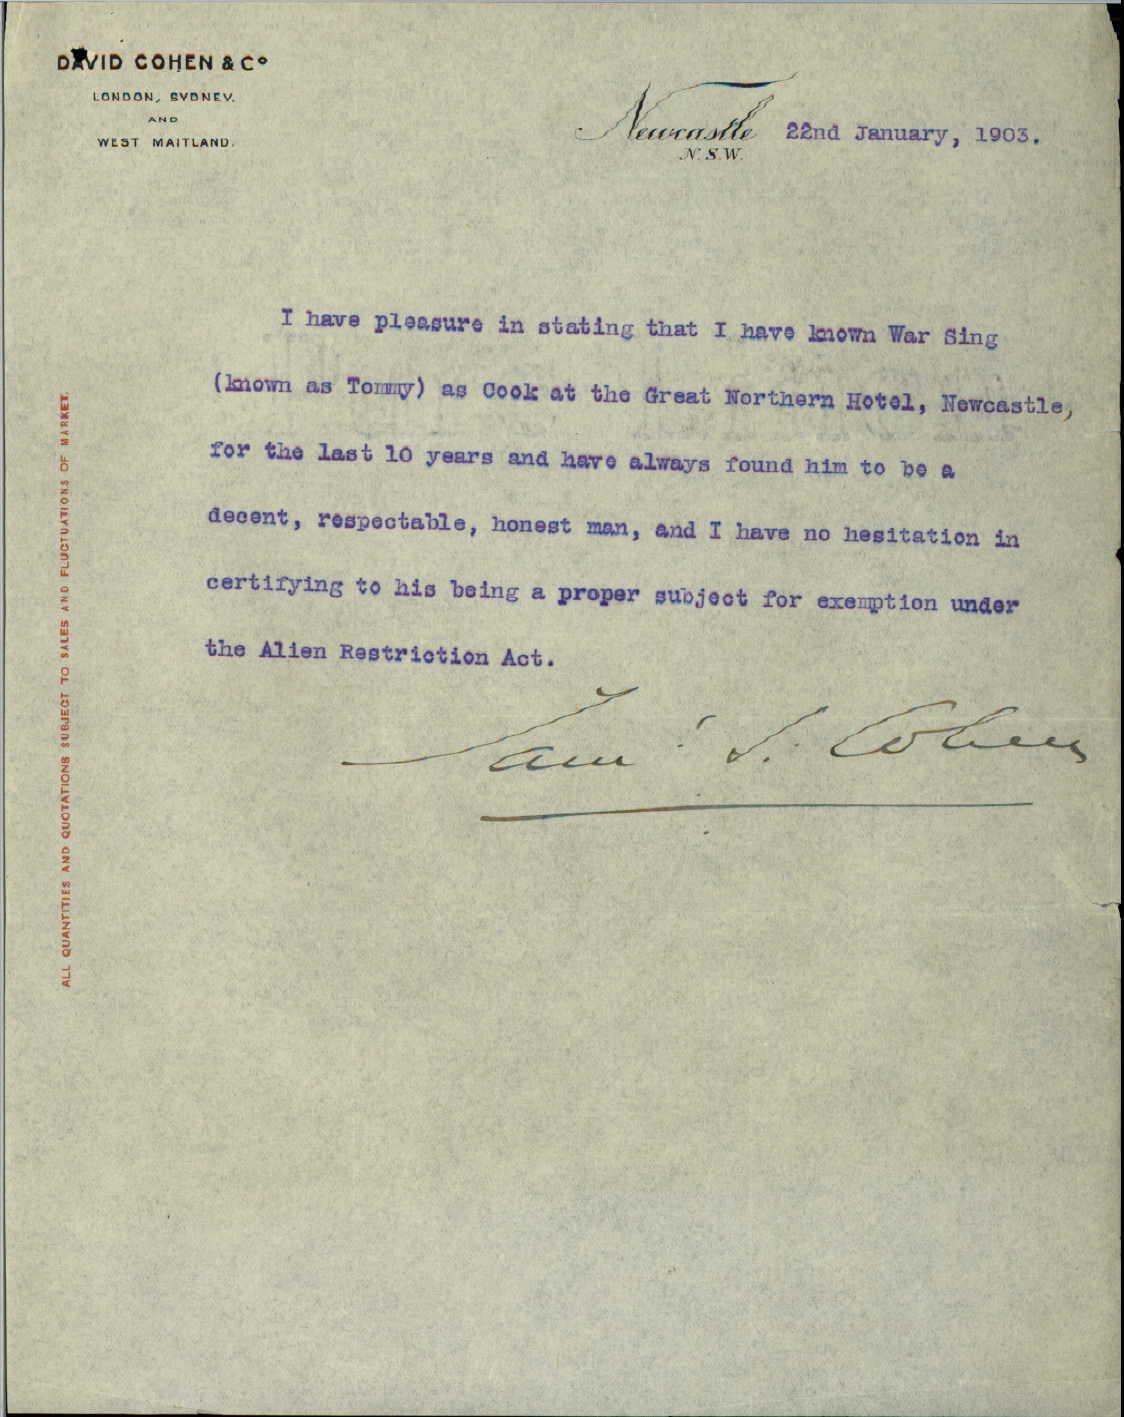 DAVID COHEN & Co
LONDON, SYDNEY.
AND
WEST MAITLAND.
Newcastle 22nd January, 1903.
N.S.W.
I have pleasure in stating that I have known War Sing
(known as Tommy) as Cook at the Great Northern Hotel, Newcastle,
for the last 10 years and have always found him to be a
decent, respectable, honest man, and I have no hesitation in
certifying to his being a proper subject for exemption under
the Alien Restriction Act.
Saml. J. Cohen
ALL QUANTITIES AND QUOTATIONS SUBJECT TO SALES AND FLUCTUATIONS OF MARKET.